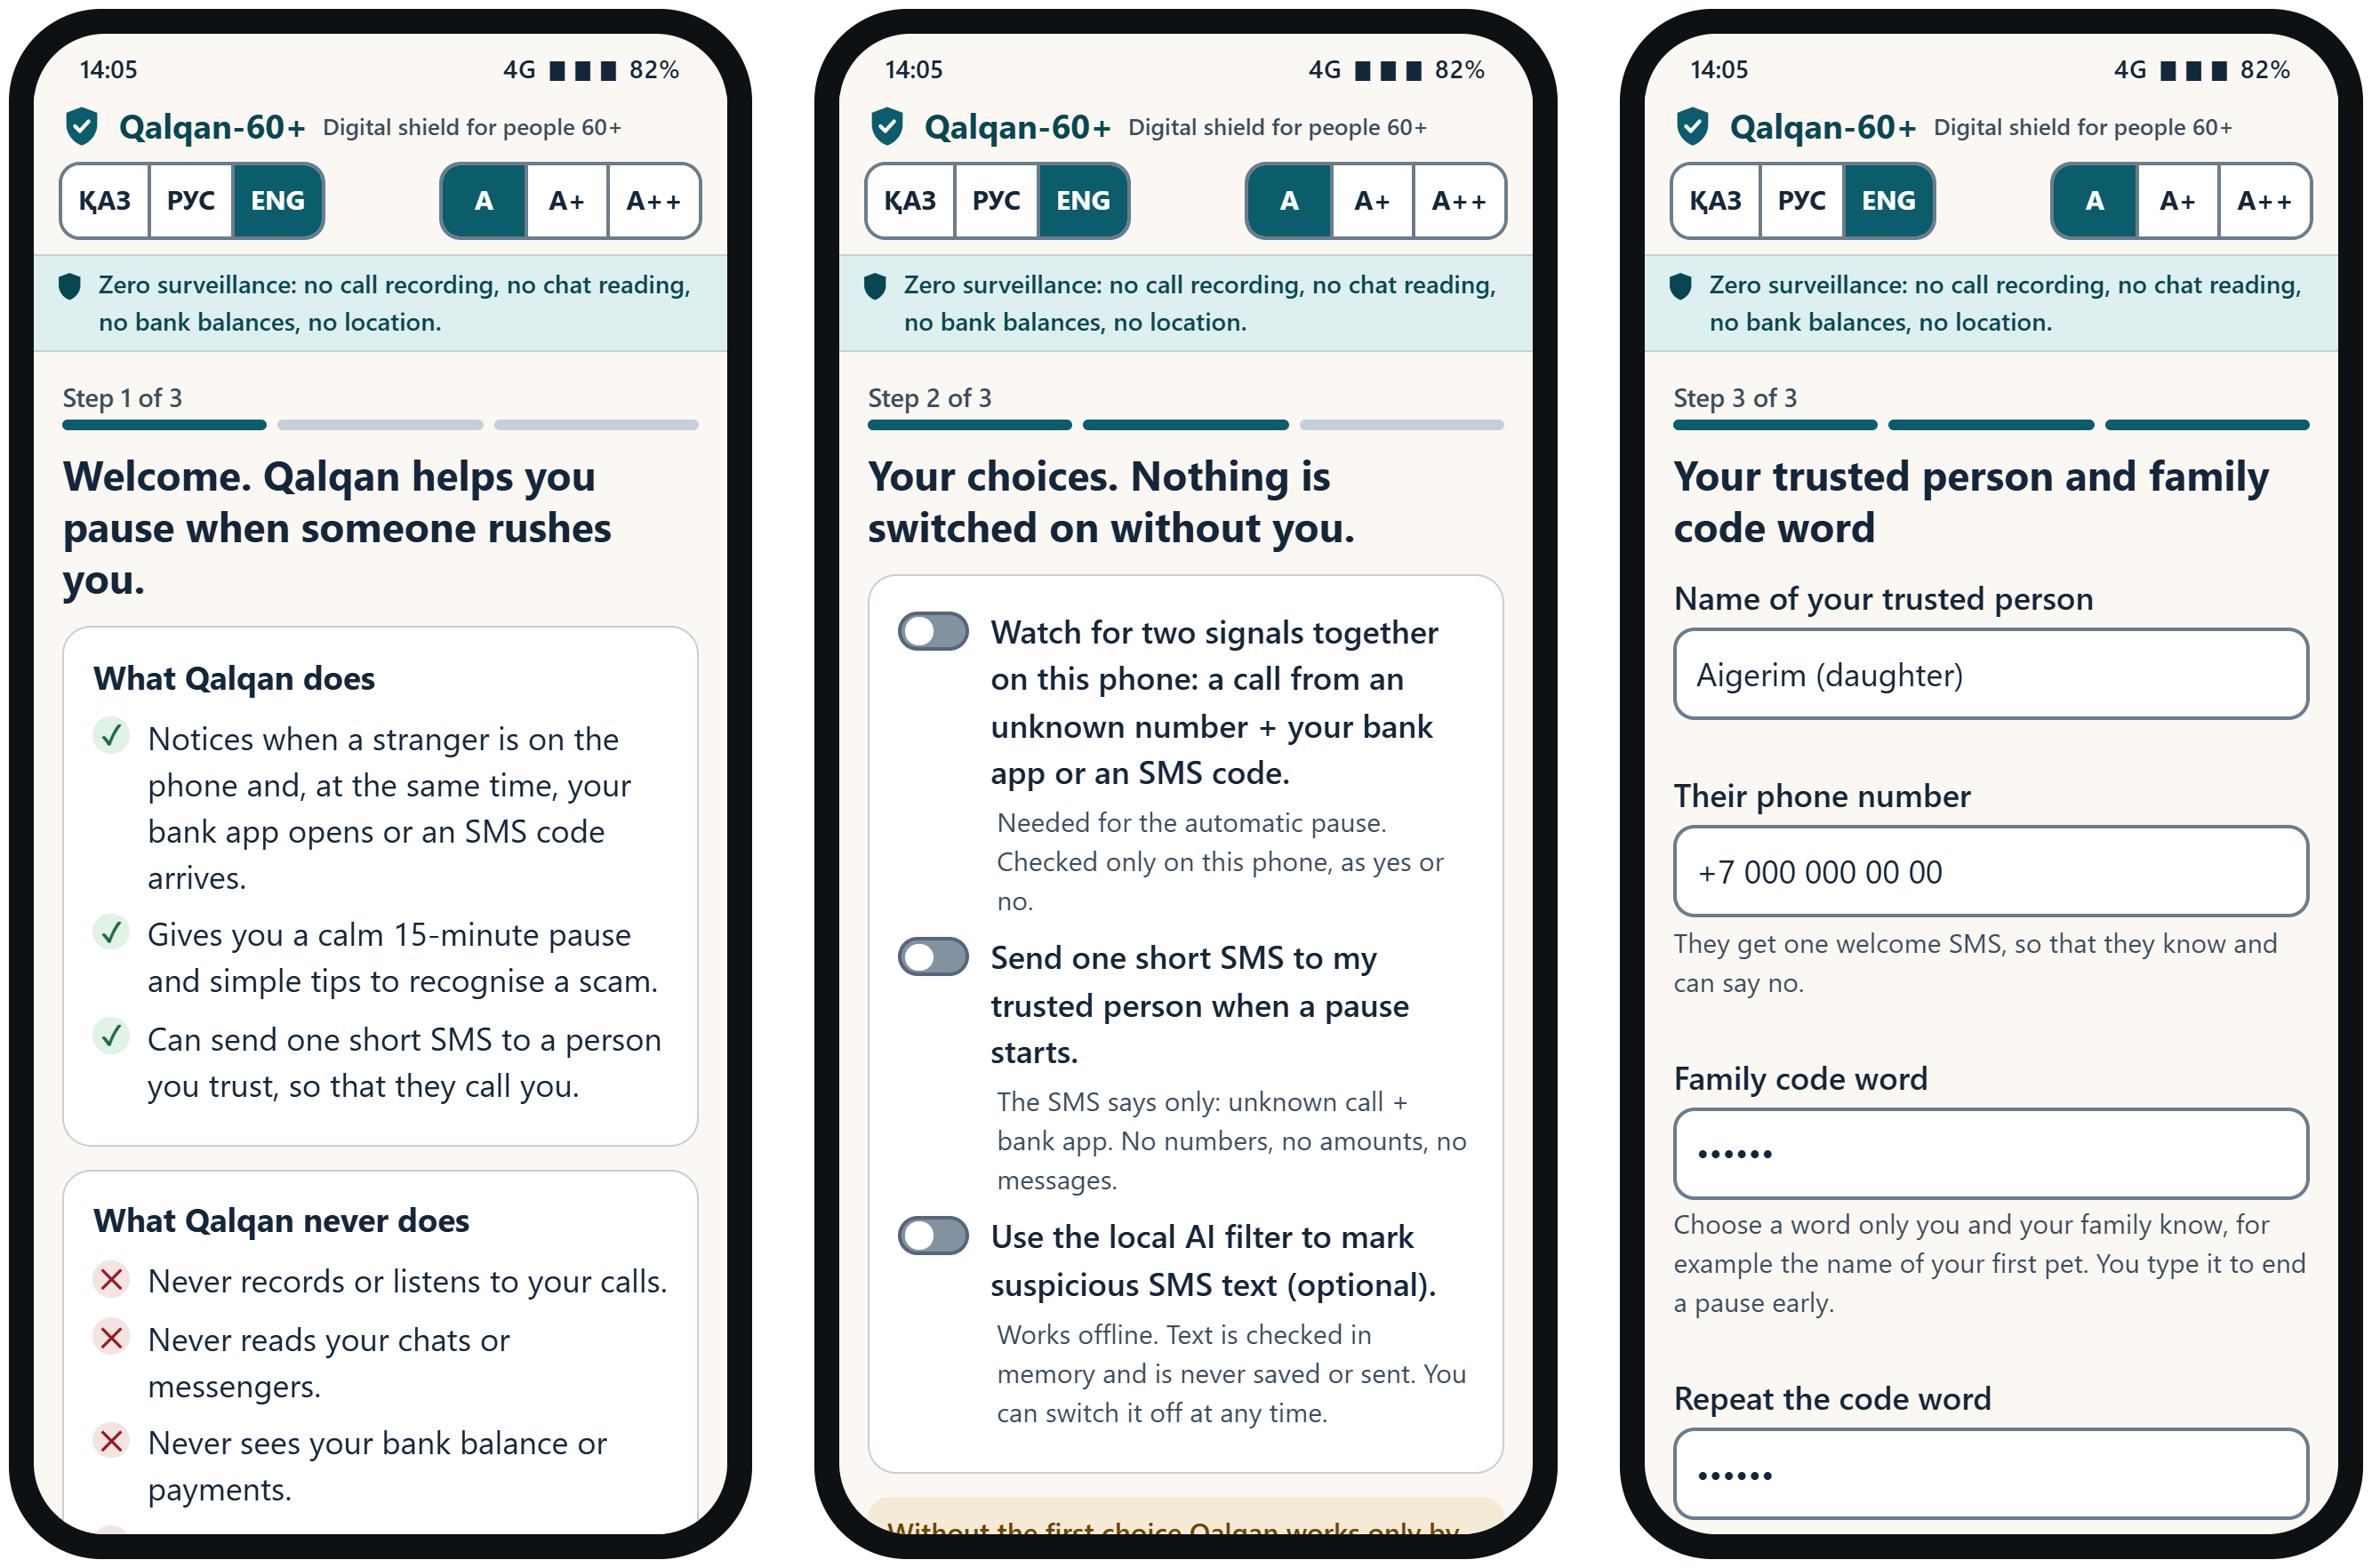 14:05 4G 82%
Qalqan-60+ Digital shield for people 60+
ҚАЗ РУС ENG A A+ A++
Zero surveillance: no call recording, no chat reading,
no bank balances, no location.
Step 1 of 3
Welcome. Qalqan helps you
pause when someone rushes
you.
What Qalqan does
✓ Notices when a stranger is on the
phone and, at the same time, your
bank app opens or an SMS code
arrives.
✓ Gives you a calm 15-minute pause
and simple tips to recognise a scam.
✓ Can send one short SMS to a person
you trust, so that they call you.
What Qalqan never does
✕ Never records or listens to your calls.
✕ Never reads your chats or
messengers.
✕ Never sees your bank balance or
payments.
14:05 4G 82%
Qalqan-60+ Digital shield for people 60+
ҚАЗ РУС ENG A A+ A++
Zero surveillance: no call recording, no chat reading,
no bank balances, no location.
Step 2 of 3
Your choices. Nothing is
switched on without you.
Watch for two signals together
on this phone: a call from an
unknown number + your bank
app or an SMS code.
Needed for the automatic pause.
Checked only on this phone, as yes or
no.
Send one short SMS to my
trusted person when a pause
starts.
The SMS says only: unknown call +
bank app. No numbers, no amounts, no
messages.
Use the local AI filter to mark
suspicious SMS text (optional).
Works offline. Text is checked in
memory and is never saved or sent. You
can switch it off at any time.
Without the first choice Qalqan works only by
14:05 4G 82%
Qalqan-60+ Digital shield for people 60+
ҚАЗ РУС ENG A A+ A++
Zero surveillance: no call recording, no chat reading,
no bank balances, no location.
Step 3 of 3
Your trusted person and family
code word
Name of your trusted person
Aigerim (daughter)
Their phone number
+7 000 000 00 00
They get one welcome SMS, so that they know and
can say no.
Family code word
••••••
Choose a word only you and your family know, for
example the name of your first pet. You type it to end
a pause early.
Repeat the code word
••••••